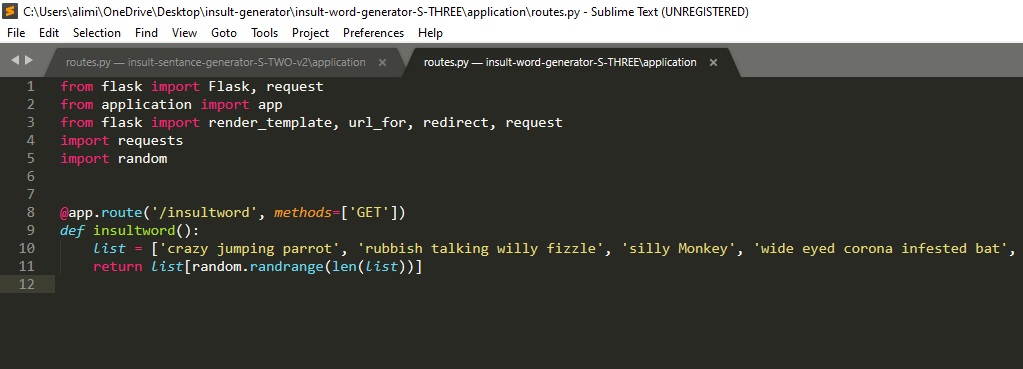 C:\Users\alimi\OneDrive\Desktop\insult-generator\insult-word-generator-S-THREE\application\routes.py - Sublime Text (UNREGISTERED)
File Edit Selection Find View Goto Tools Project Preferences Help
routes.py — insult-sentance-generator-S-TWO-v2\application × routes.py — insult-word-generator-S-THREE\application ×
1 from flask import Flask, request
2 from application import app
3 from flask import render_template, url_for, redirect, request
4 import requests
5 import random
6
7
8 @app.route('/insultword', methods=['GET'])
9 def insultword():
10 list = ['crazy jumping parrot', 'rubbish talking willy fizzle', 'silly Monkey', 'wide eyed corona infested bat',
11 return list[random.randrange(len(list))]
12